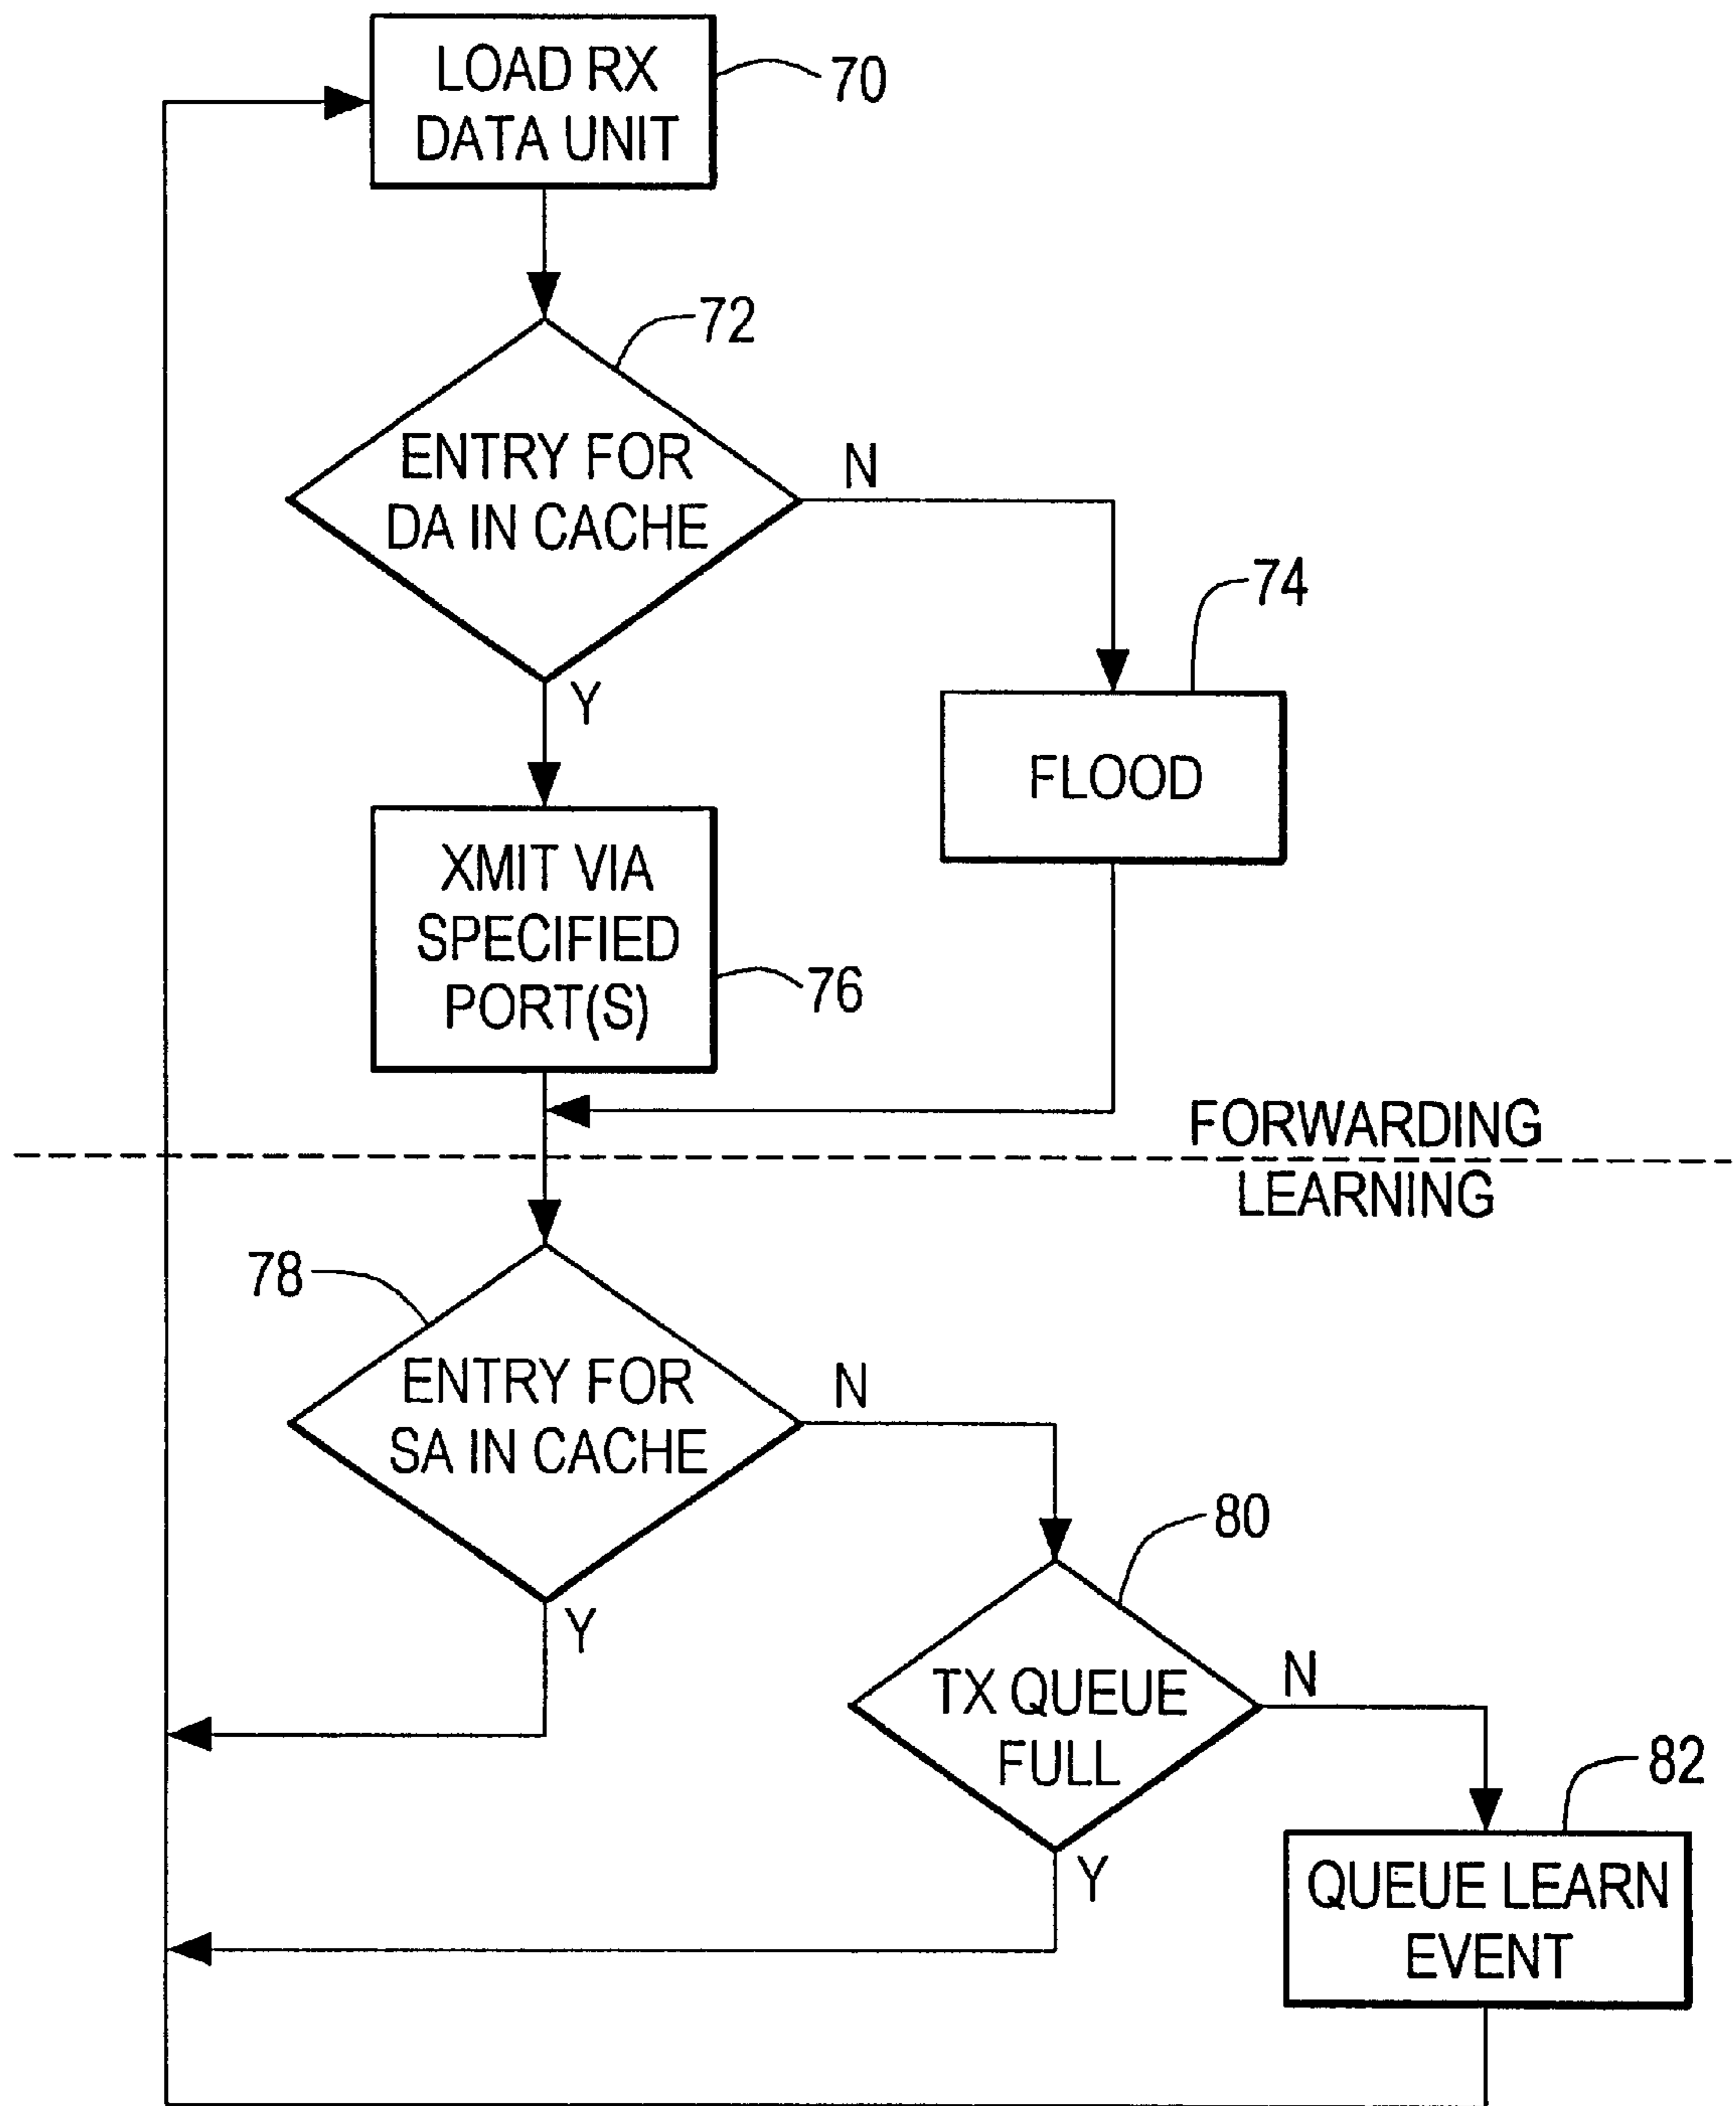 LOAD RX
DATA UNIT
70
72
ENTRY FOR
DA IN CACHE
N
Y
74
FLOOD
XMIT VIA
SPECIFIED
PORT(S)
76
FORWARDING
LEARNING
78
ENTRY FOR
SA IN CACHE
N
Y
80
TX QUEUE
FULL
N
Y
82
QUEUE LEARN
EVENT